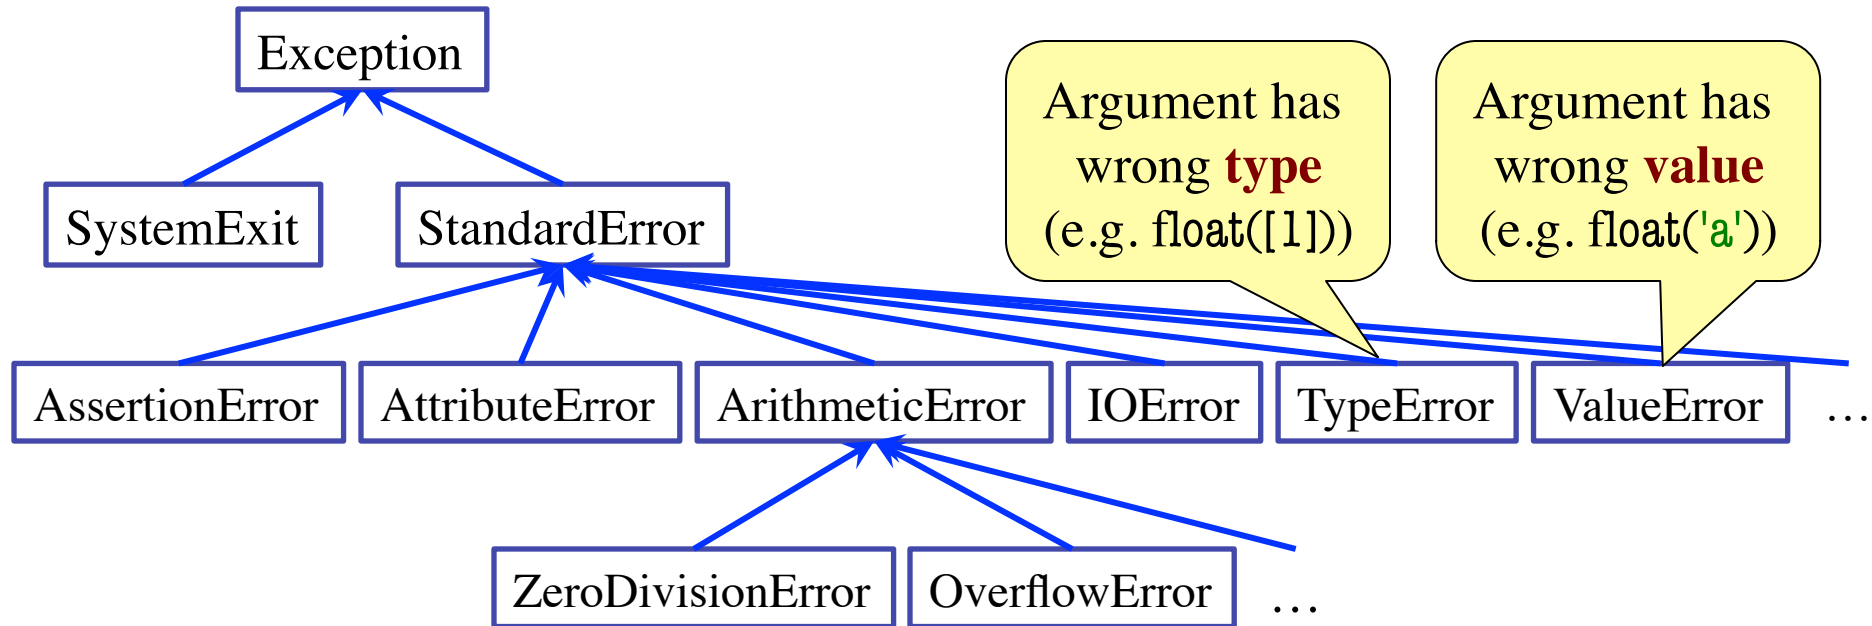 Exception
Argument has
wrong type
(e.g. float([1]))
Argument has
wrong value
(e.g. float('a'))
SystemExit
StandardError
AssertionError
AttributeError
ArithmeticError
IOError
TypeError
ValueError
…
ZeroDivisionError
OverflowError
…